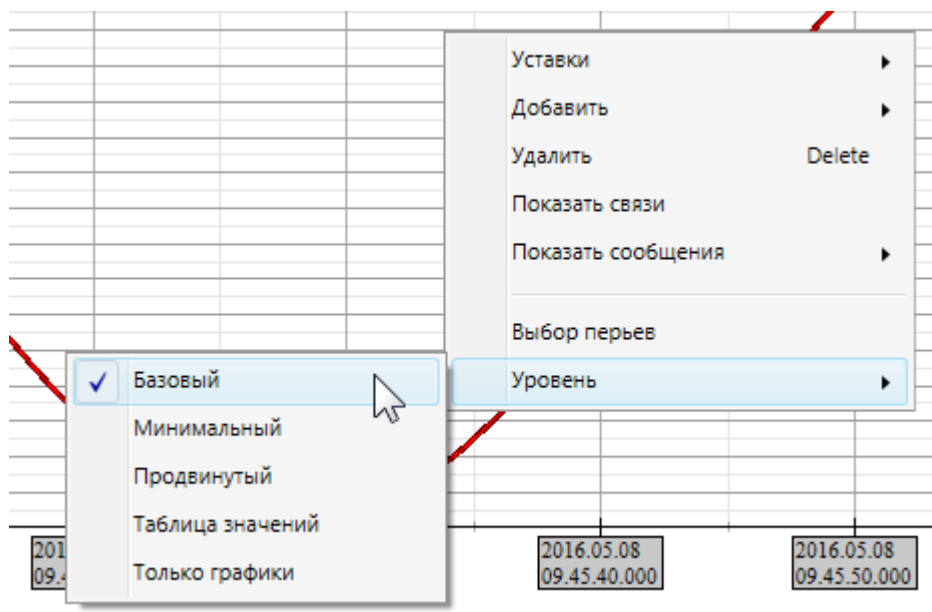 Уставки
Добавить
Удалить Delete
Показать связи
Показать сообщения
Выбор перьев
Уровень
Базовый
Минимальный
Продвинутый
Таблица значений
Только графики
2016.05.08
09.45.40.000
2016.05.08
09.45.50.000